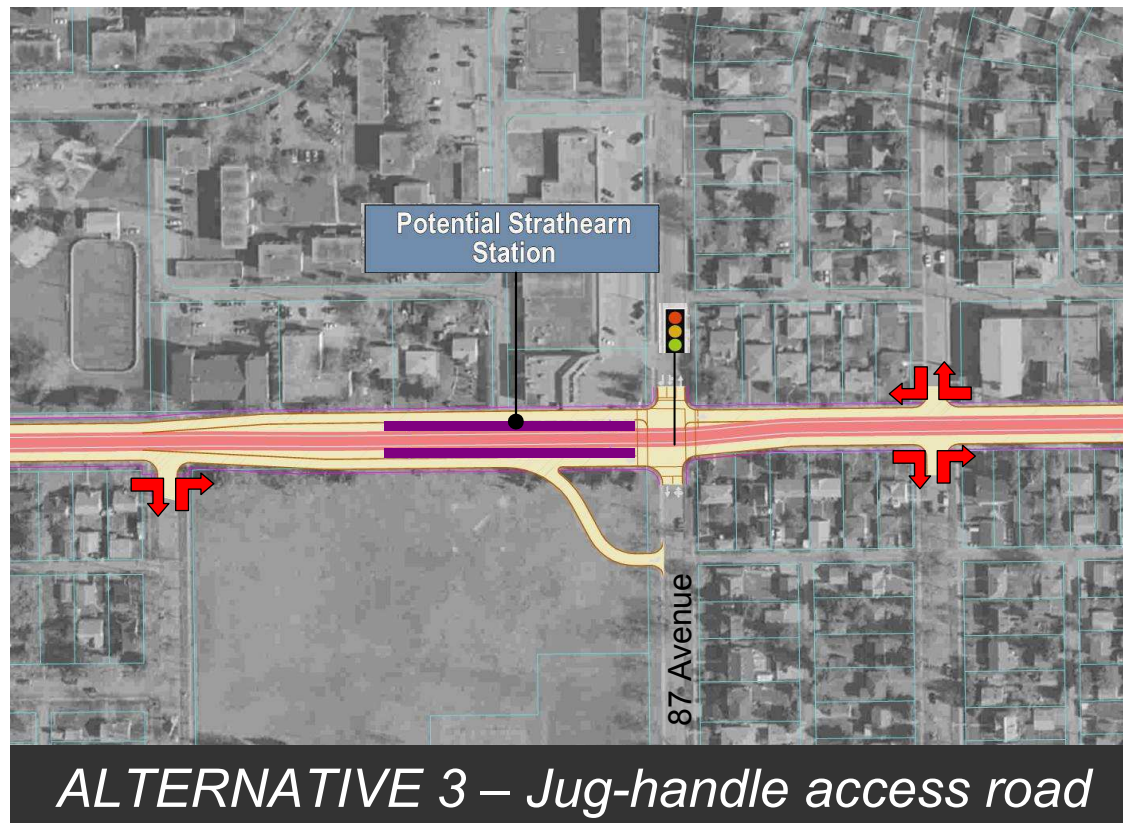 Potential Strathearn
Station
87 Avenue
ALTERNATIVE 3 – Jug-handle access road